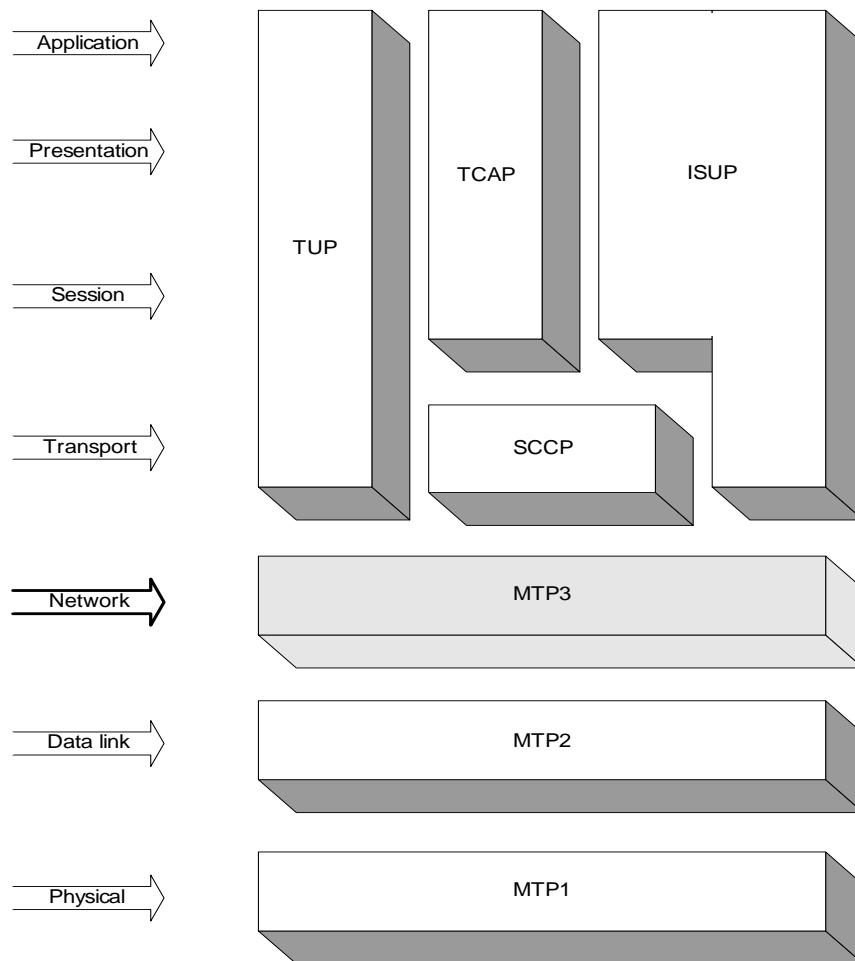 Application
Presentation
TCAP
ISUP
TUP
Session
Transport
SCCP
Network
MTP3
Data link
MTP2
Physical
MTP1